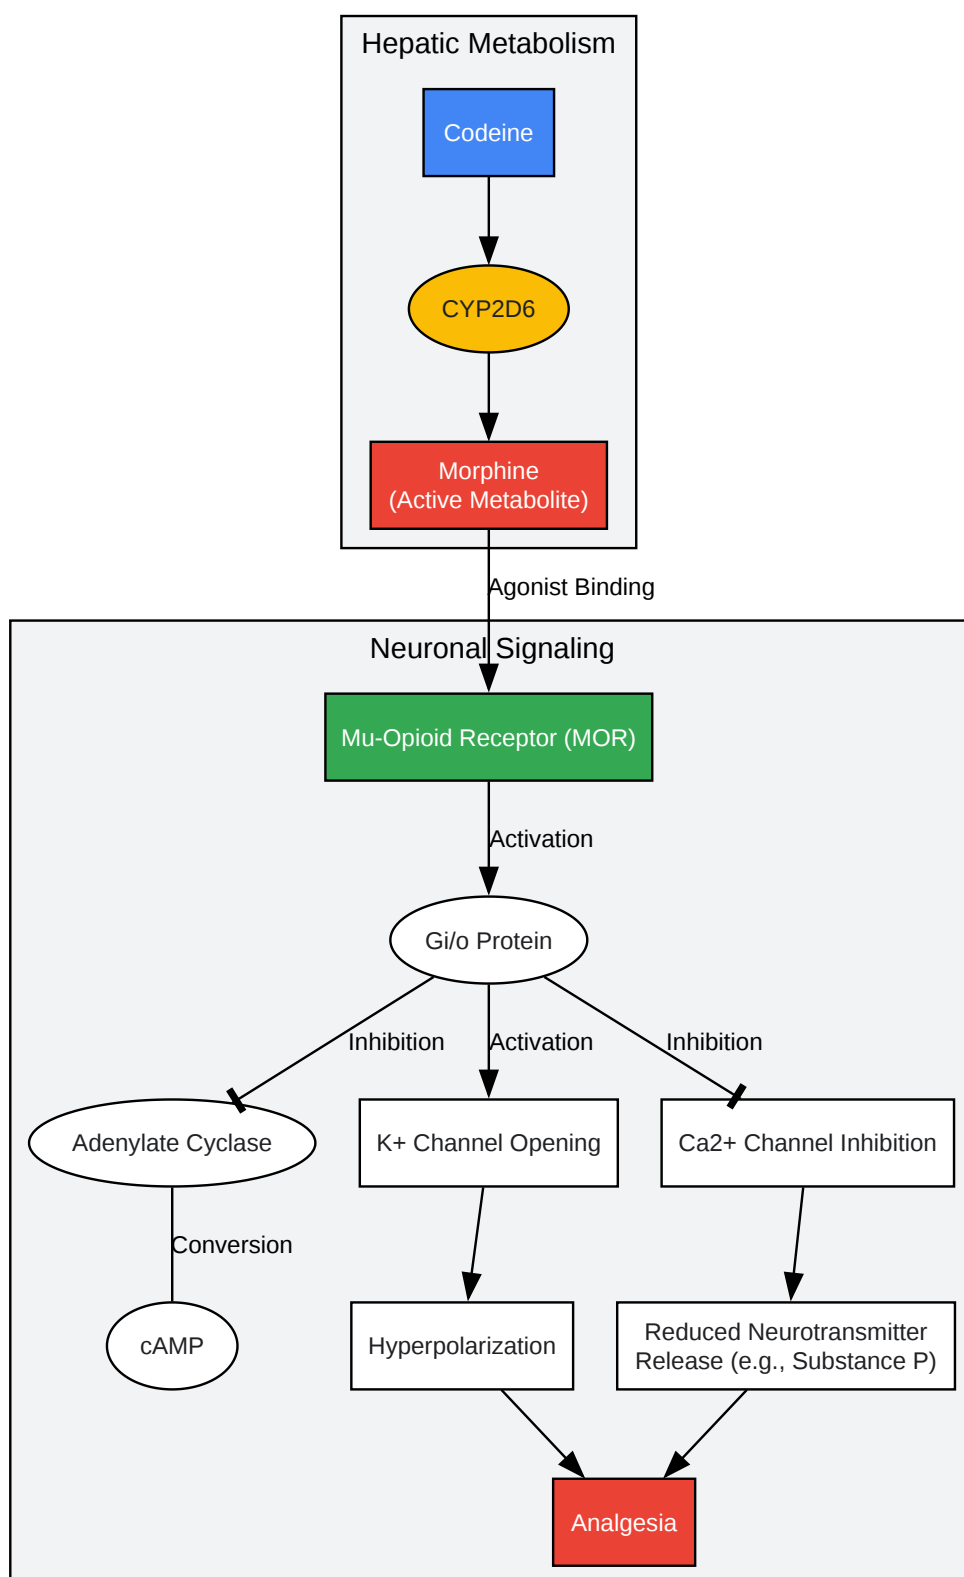 Hepatic Metabolism
Codeine
CYP2D6
Morphine
(Active Metabolite)
Agonist Binding
Neuronal Signaling
Mu-Opioid Receptor (MOR)
Activation
Gi/o Protein
Inhibition
Activation
Inhibition
Adenylate Cyclase
K+ Channel Opening
Ca2+ Channel Inhibition
Conversion
cAMP
Hyperpolarization
Reduced Neurotransmitter
Release (e.g., Substance P)
Analgesia